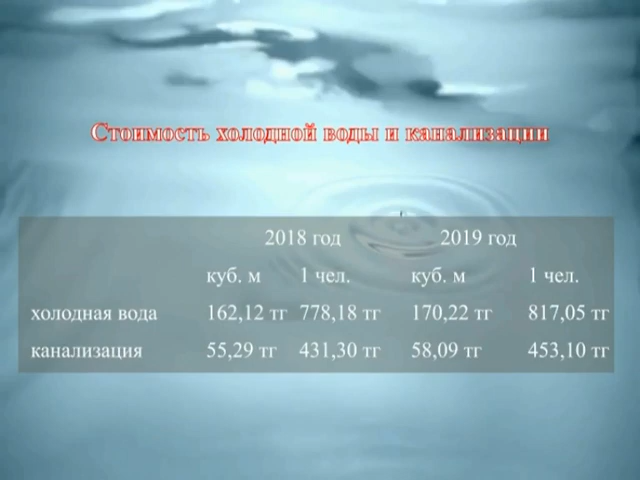 Стоимость холодной воды и канализации
2018 год 2019 год
куб. м 1 чел. куб. м 1 чел.
холодная вода 162,12 тг 778,18 тг 170,22 тг 817,05 тг
канализация 55,29 тг 431,30 тг 58,09 тг 453,10 тг